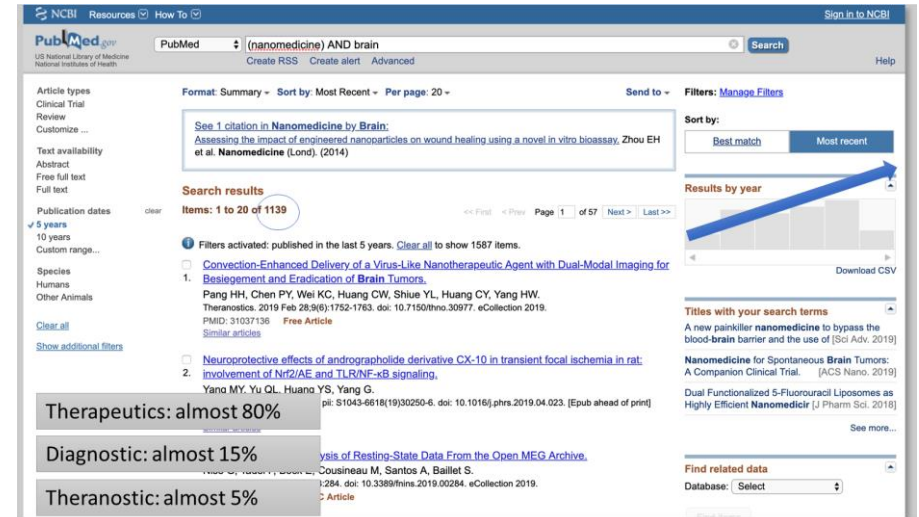 NCBI Resources How To Sign in to NCBI
PubMed.gov
US National Library of Medicine
National Institutes of Health
PubMed (nanomedicine) AND brain Search
Create RSS Create alert Advanced Help
Article types
Clinical Trial
Review
Customize ...
Text availability
Abstract
Free full text
Full text
Publication dates clear
5 years
10 years
Custom range...
Species
Humans
Other Animals
Clear all
Show additional filters
Format: Summary Sort by: Most Recent Per page: 20 Send to
See 1 citation in Nanomedicine by Brain:
Assessing the impact of engineered nanoparticles on wound healing using a novel in vitro bioassay. Zhou EH
et al. Nanomedicine (Lond). (2014)
Search results
Items: 1 to 20 of 1139 << First < Prev Page 1 of 57 Next > Last >>
Filters activated: published in the last 5 years. Clear all to show 1587 items.
Convection-Enhanced Delivery of a Virus-Like Nanotherapeutic Agent with Dual-Modal Imaging for
1. Besiegement and Eradication of Brain Tumors.
Pang HH, Chen PY, Wei KC, Huang CW, Shiue YL, Huang CY, Yang HW.
Theranostics. 2019 Feb 28;9(6):1752-1763. doi: 10.7150/thno.30977. eCollection 2019.
PMID: 31037136 Free Article
Similar articles
Neuroprotective effects of andrographolide derivative CX-10 in transient focal ischemia in rat:
2. involvement of Nrf2/AE and TLR/NF-κB signaling.
Yang MY, Yu QL, Huang YS, Yang G.
pii: S1043-6618(19)30250-6. doi: 10.1016/j.phrs.2019.04.023. [Epub ahead of print]
ysis of Resting-State Data From the Open MEG Archive.
Cousineau M, Santos A, Baillet S.
:284. doi: 10.3389/fnins.2019.00284. eCollection 2019.
C Article
Therapeutics: almost 80%
Diagnostic: almost 15%
Theranostic: almost 5%
Filters: Manage Filters
Sort by:
Best match Most recent
Results by year
Download CSV
Titles with your search terms
A new painkiller nanomedicine to bypass the
blood-brain barrier and the use of [Sci Adv. 2019]
Nanomedicine for Spontaneous Brain Tumors:
A Companion Clinical Trial. [ACS Nano. 2019]
Dual Functionalized 5-Fluorouracil Liposomes as
Highly Efficient Nanomedicir [J Pharm Sci. 2018]
See more...
Find related data
Database: Select